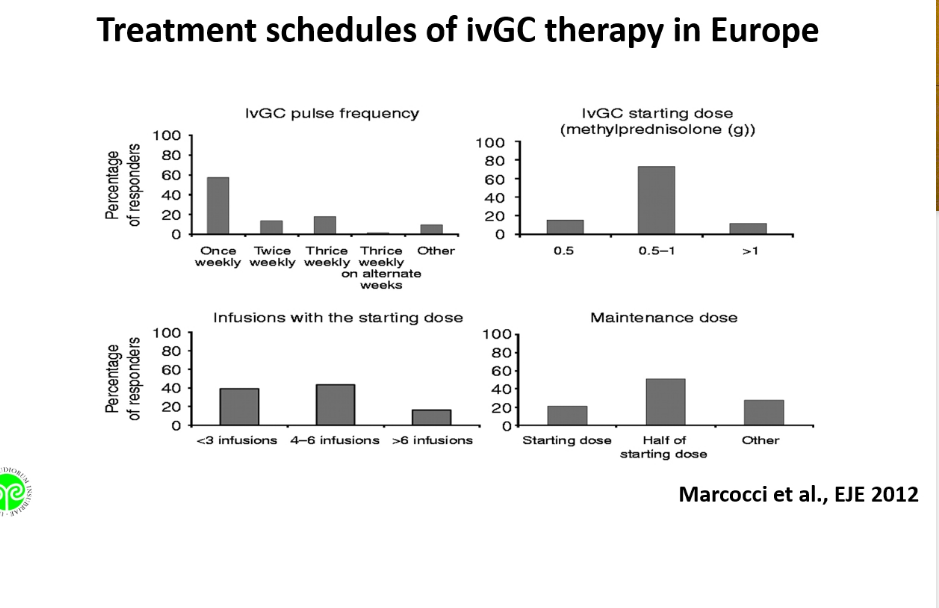 Treatment schedules of ivGC therapy in Europe
IvGC pulse frequency
Percentage
of responders
100
80
60
40
20
0
Once
weekly
Twice
weekly
Thrice
weekly
Thrice
weekly
on alternate
weeks
Other
IvGC starting dose
(methylprednisolone (g))
100
80
60
40
20
0
0.5
0.5–1
>1
Infusions with the starting dose
Percentage
of responders
100
80
60
40
20
0
<3 infusions
4–6 infusions
>6 infusions
Maintenance dose
100
80
60
40
20
0
Starting dose
Half of
starting dose
Other
Marcocci et al., EJE 2012